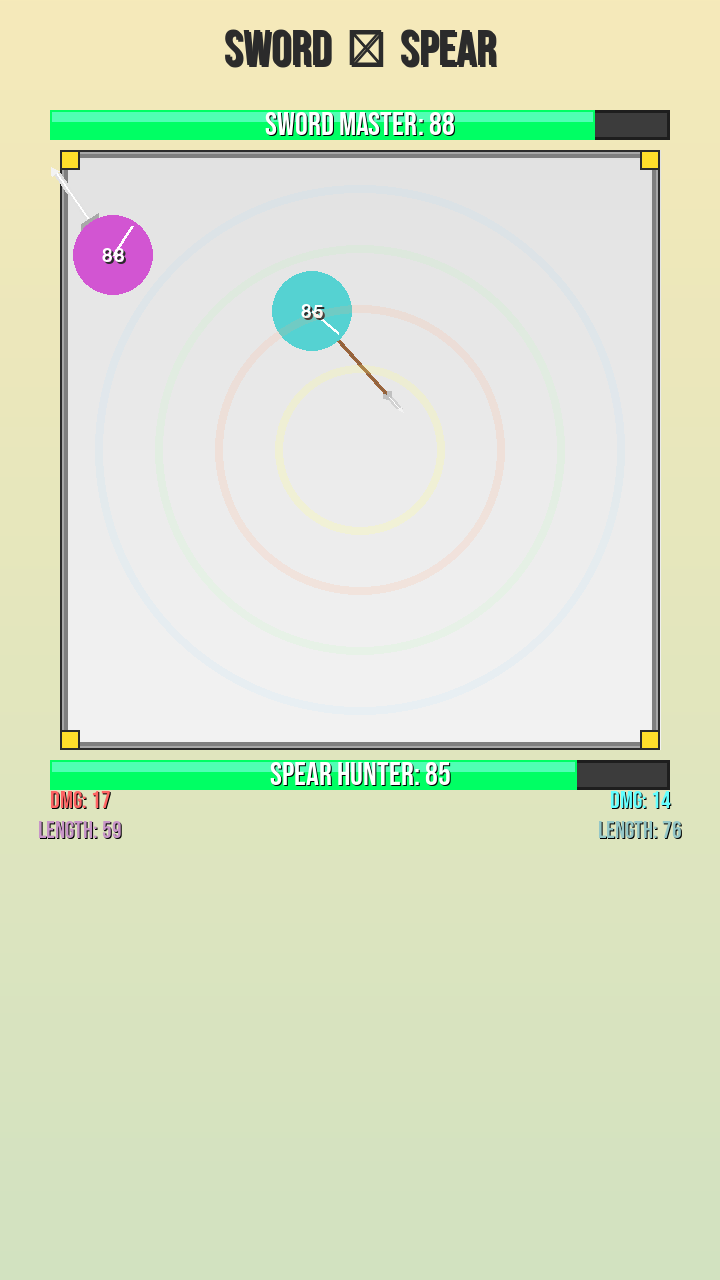 SWORD ☒ SPEAR
SWORD MASTER: 88
88
85
SPEAR HUNTER: 85
DMG: 17 DMG: 14
LENGTH: 59 LENGTH: 76